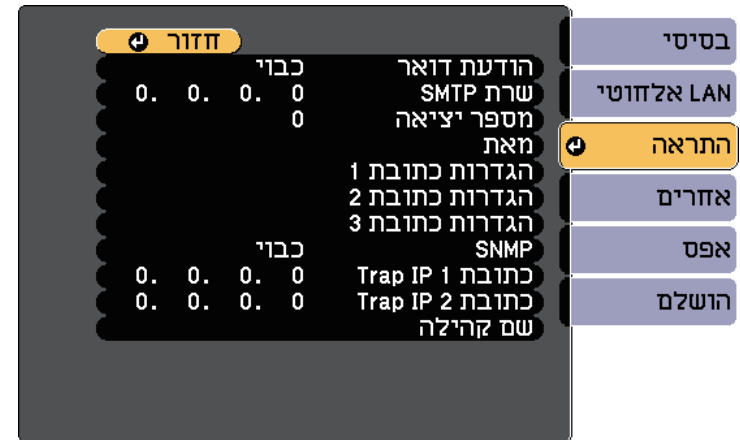 בסיסי
LAN אלחוטי
התראה
אחרים
אפס
הושלם
חזור
הודעת דואר כבוי
שרת SMTP 0. 0. 0. 0
מספר יציאה 0
מאת
הגדרות כתובת 1
הגדרות כתובת 2
הגדרות כתובת 3
SNMP כבוי
כתובת Trap IP 1 0. 0. 0. 0
כתובת Trap IP 2 0. 0. 0. 0
שם קהילה